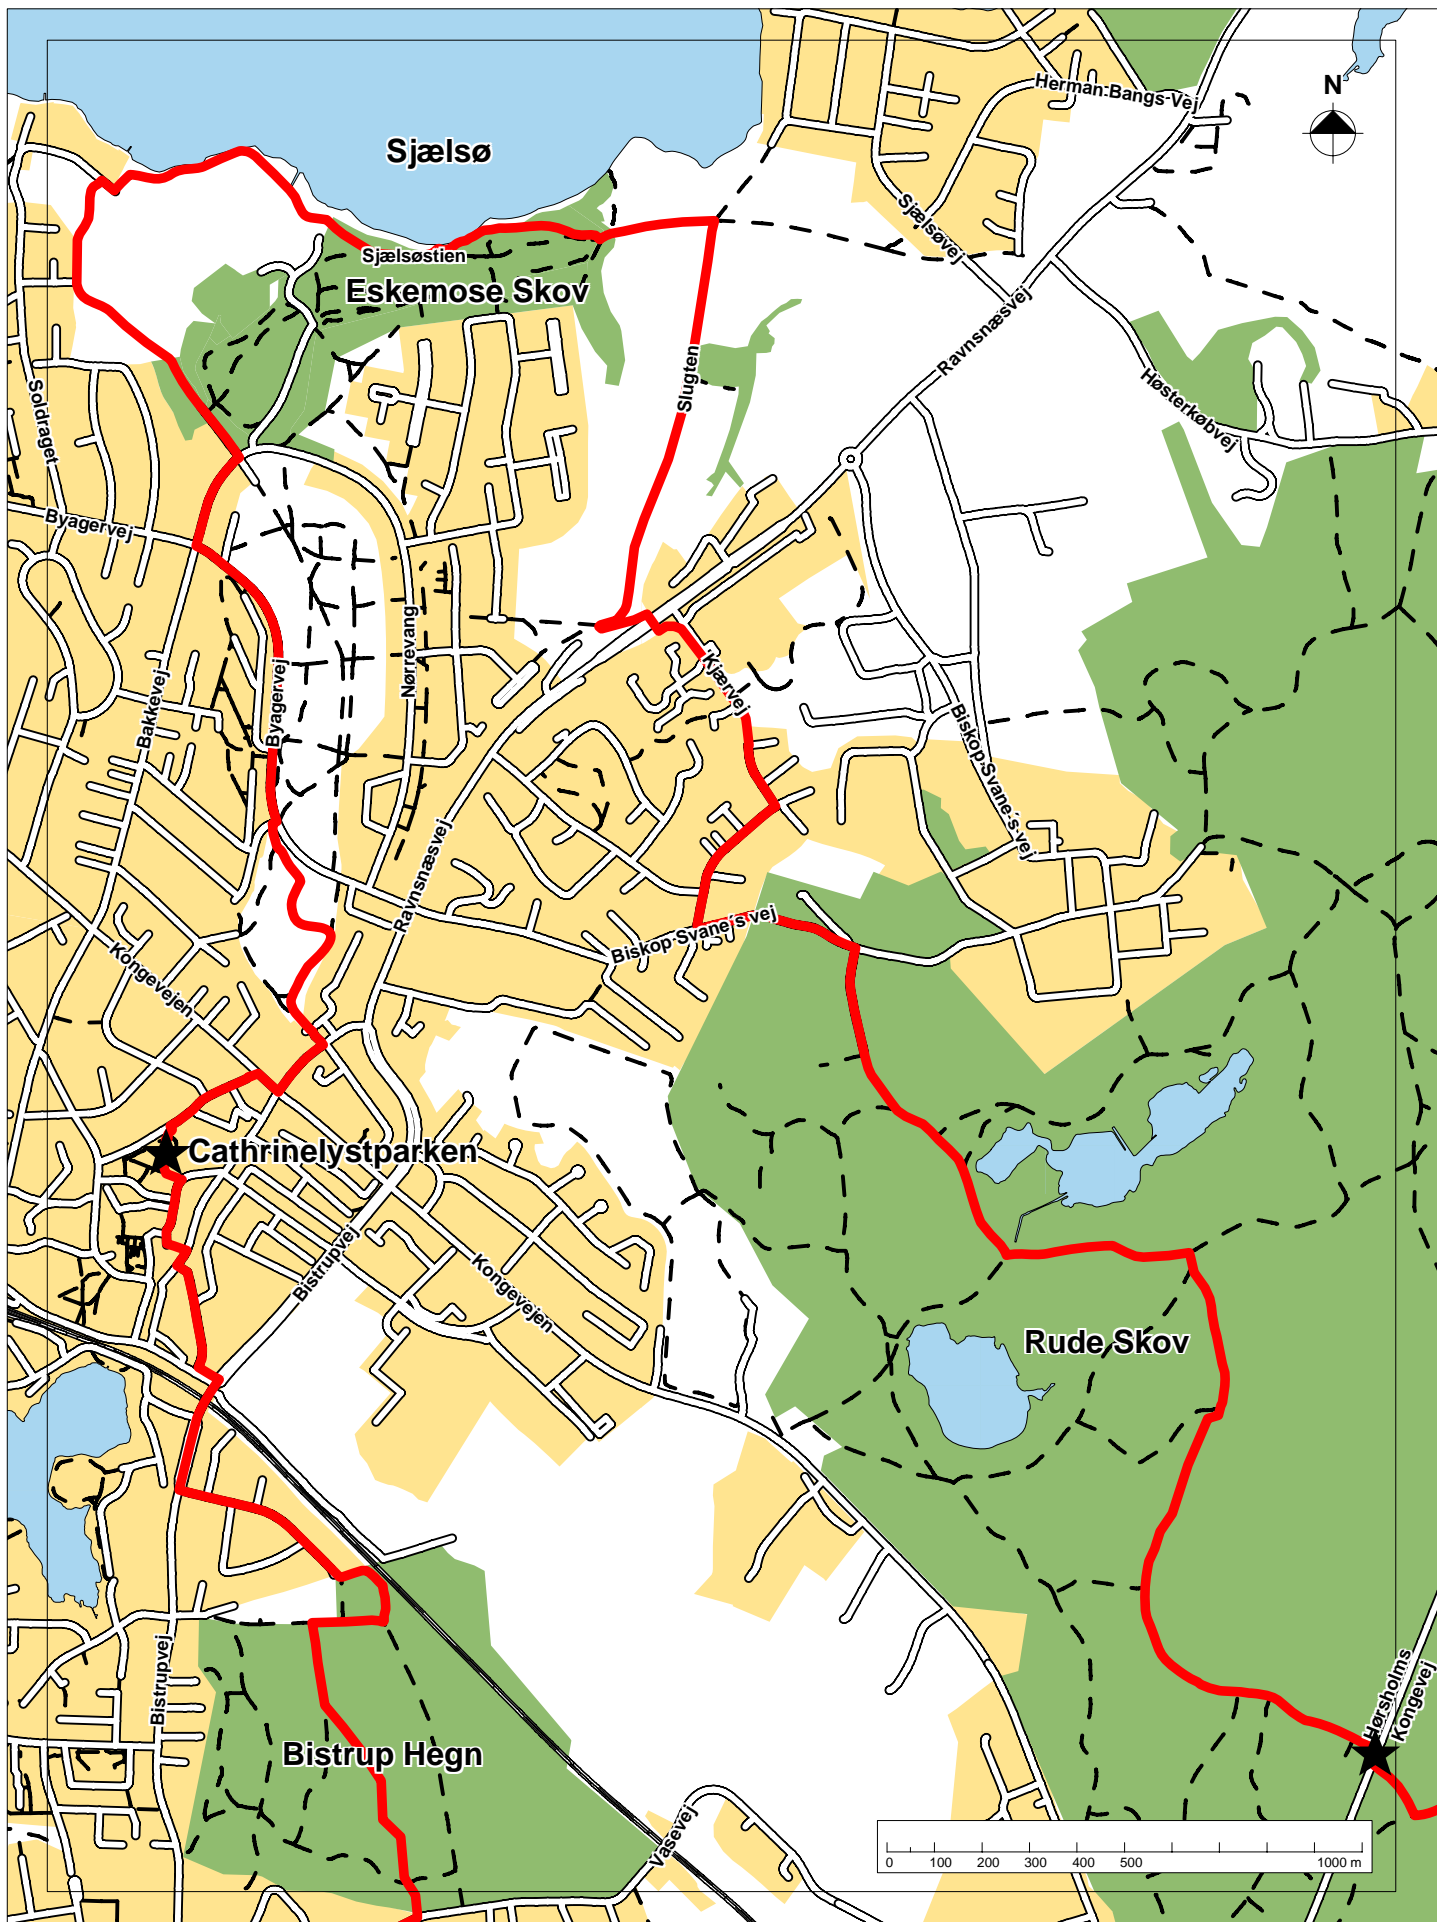 N
Herman Bangs Vej
Sjælsø
Sjælsøvej
Sjælsøstien
Eskemose Skov
Ravnsnæsvej
Slugten
Høsterkøbvej
Soldraget
Byagervej
Nørrevang
Bakkevej
Byagervej
Kjærvej
Biskop Svane´s vej
Ravnsnæsvej
Biskop Svane´s vej
Kongevejen
Cathrinelystparken
Bistrupvej
Kongevejen
Rude Skov
Bistrupvej
Hørsholms
Kongevej
Bistrup Hegn
Vasevej
0 100 200 300 400 500 1000 m